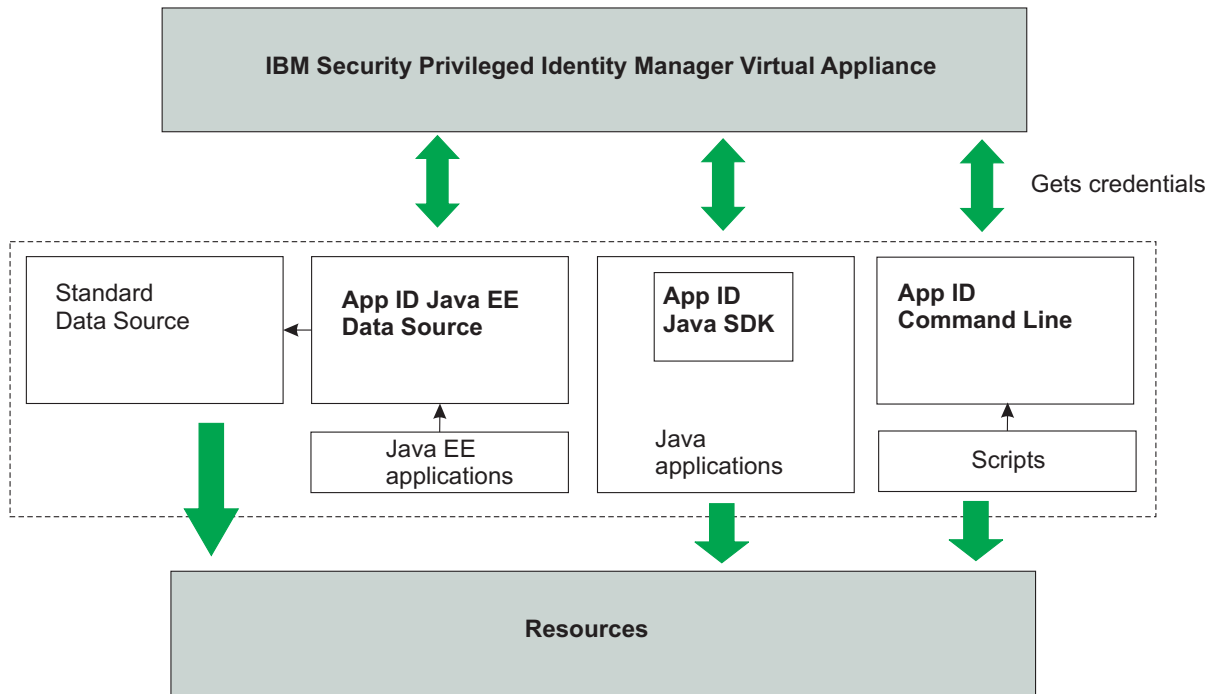 IBM Security Privileged Identity Manager Virtual Appliance
Gets credentials
Standard
Data Source
App ID Java EE
Data Source
App ID
Java SDK
App ID
Command Line
Java EE
applications
Java
applications
Scripts
Resources